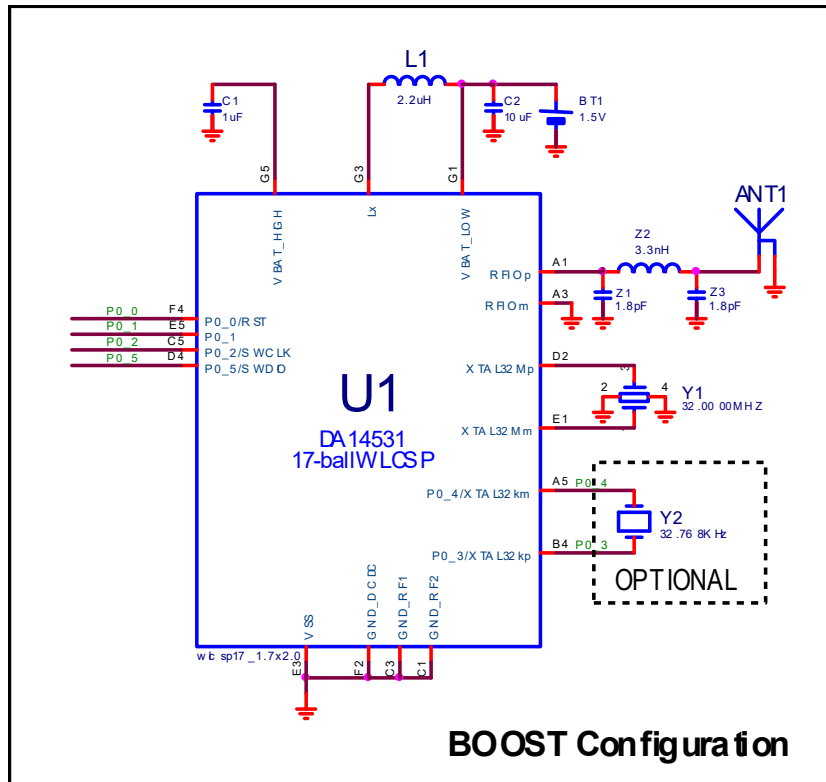 L1
2.2uH
C1
1uF
C2
10 uF
BT1
1.5V
G5
G3
G1
VBAT_HIGH
Lx
VBAT_LOW
ANT1
Z2
3.3nH
RFIOp
A1
RFIOm
A3
Z1
1.8pF
Z3
1.8pF
P0_0
F4
P0_0/RST
P0_1
E5
P0_1
P0_2
C5
P0_2/SWCLK
P0_5
D4
P0_5/SWDIO
XTAL32Mp
D2
3
2
4
Y1
32.0000MHZ
XTAL32Mm
E1
U1
DA14531
17-ball WLCSP
P0_4/XTAL32km
A5
P0_4
Y2
32.768KHz
P0_3/XTAL32kp
B4
P0_3
OPTIONAL
VSS
GND_DCDC
GND_RF1
GND_RF2
wlcsp17_1.7x2.0
E3
F2
C3
C1
BOOST Configuration